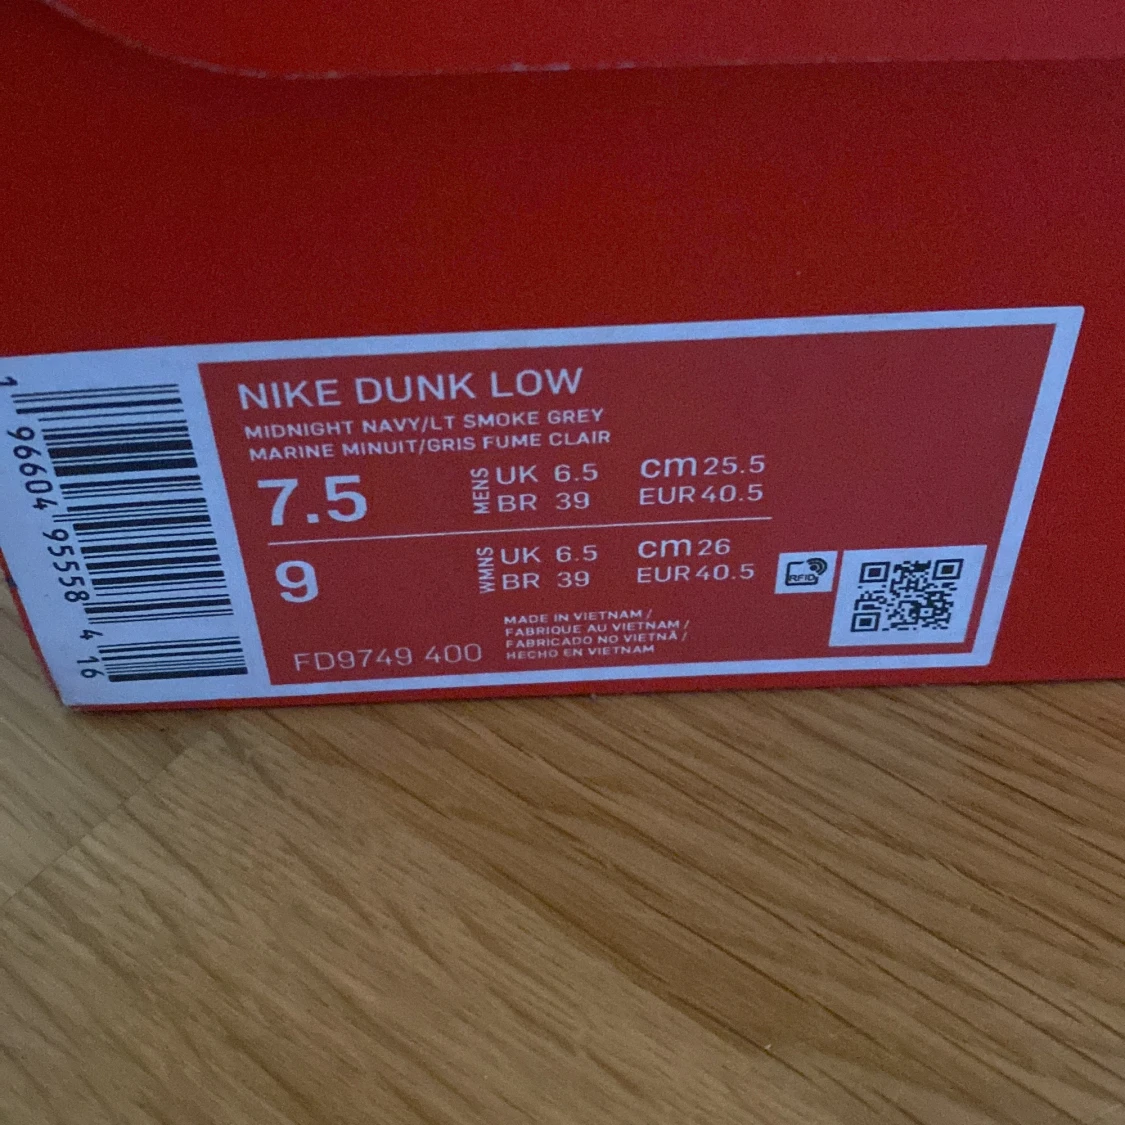 NIKE DUNK LOW
MIDNIGHT NAVY/LT SMOKE GREY
MARINE MINUIT/GRIS FUME CLAIR
7.5 MENS UK 6.5 cm 25.5
BR 39 EUR 40.5
9 WMNS UK 6.5 cm 26
BR 39 EUR 40.5
RFID
MADE IN VIETNAM /
FABRIQUE AU VIETNAM /
FABRICADO NO VIETNÃ /
HECHO EN VIETNAM
FD9749 400
1 96604 95558 4 16